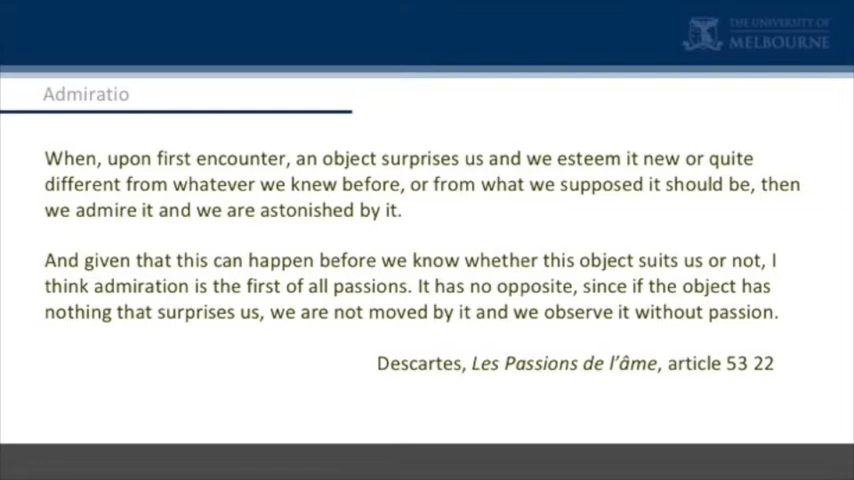 THE UNIVERSITY OF
MELBOURNE
Admiratio
When, upon first encounter, an object surprises us and we esteem it new or quite
different from whatever we knew before, or from what we supposed it should be, then
we admire it and we are astonished by it.
And given that this can happen before we know whether this object suits us or not, I
think admiration is the first of all passions. It has no opposite, since if the object has
nothing that surprises us, we are not moved by it and we observe it without passion.
Descartes, Les Passions de l'âme, article 53 22